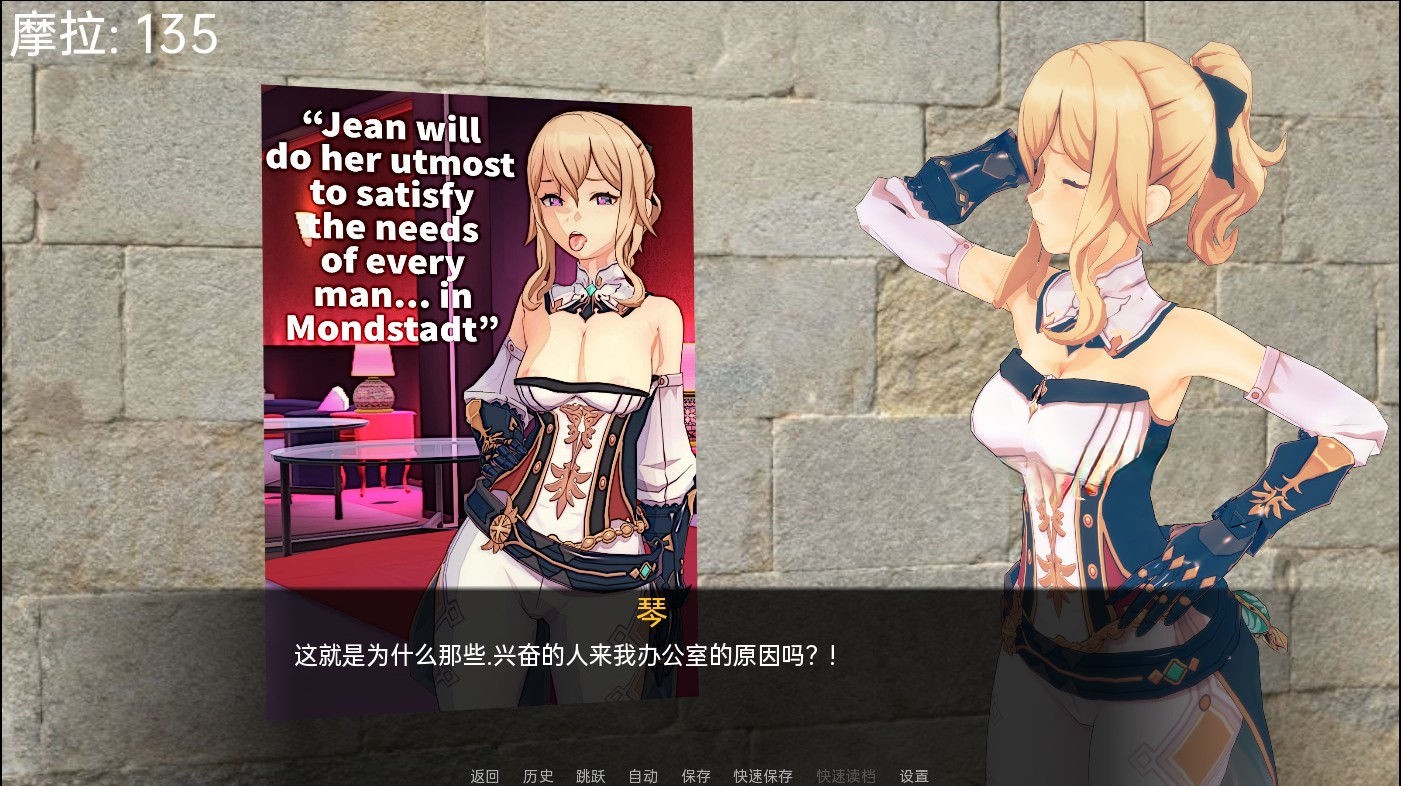 摩拉: 135
“Jean will
do her utmost
to satisfy
the needs
of every
man... in
Mondstadt”
琴
这就是为什么那些.兴奋的人来我办公室的原因吗？！
返回 历史 跳跃 自动 保存 快速保存 快速读档 设置